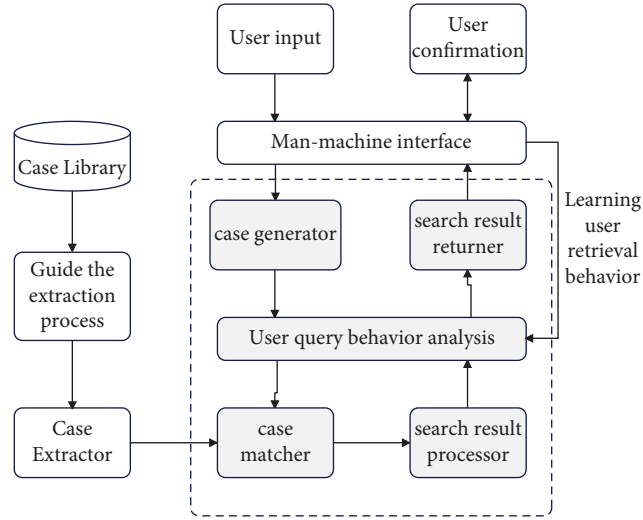 User input
User
confirmation
Man-machine interface
Case Library
case generator
search result
returner
Learning
user
retrieval
behavior
Guide the
extraction
process
User query behavior analysis
Case
Extractor
case
matcher
search result
processor